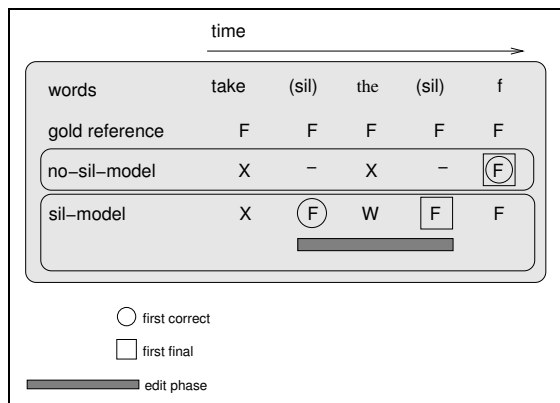 time
words take (sil) the (sil) f
gold reference F F F F F
no−sil−model X − X − F
sil−model X F W F F
first correct
first final
edit phase